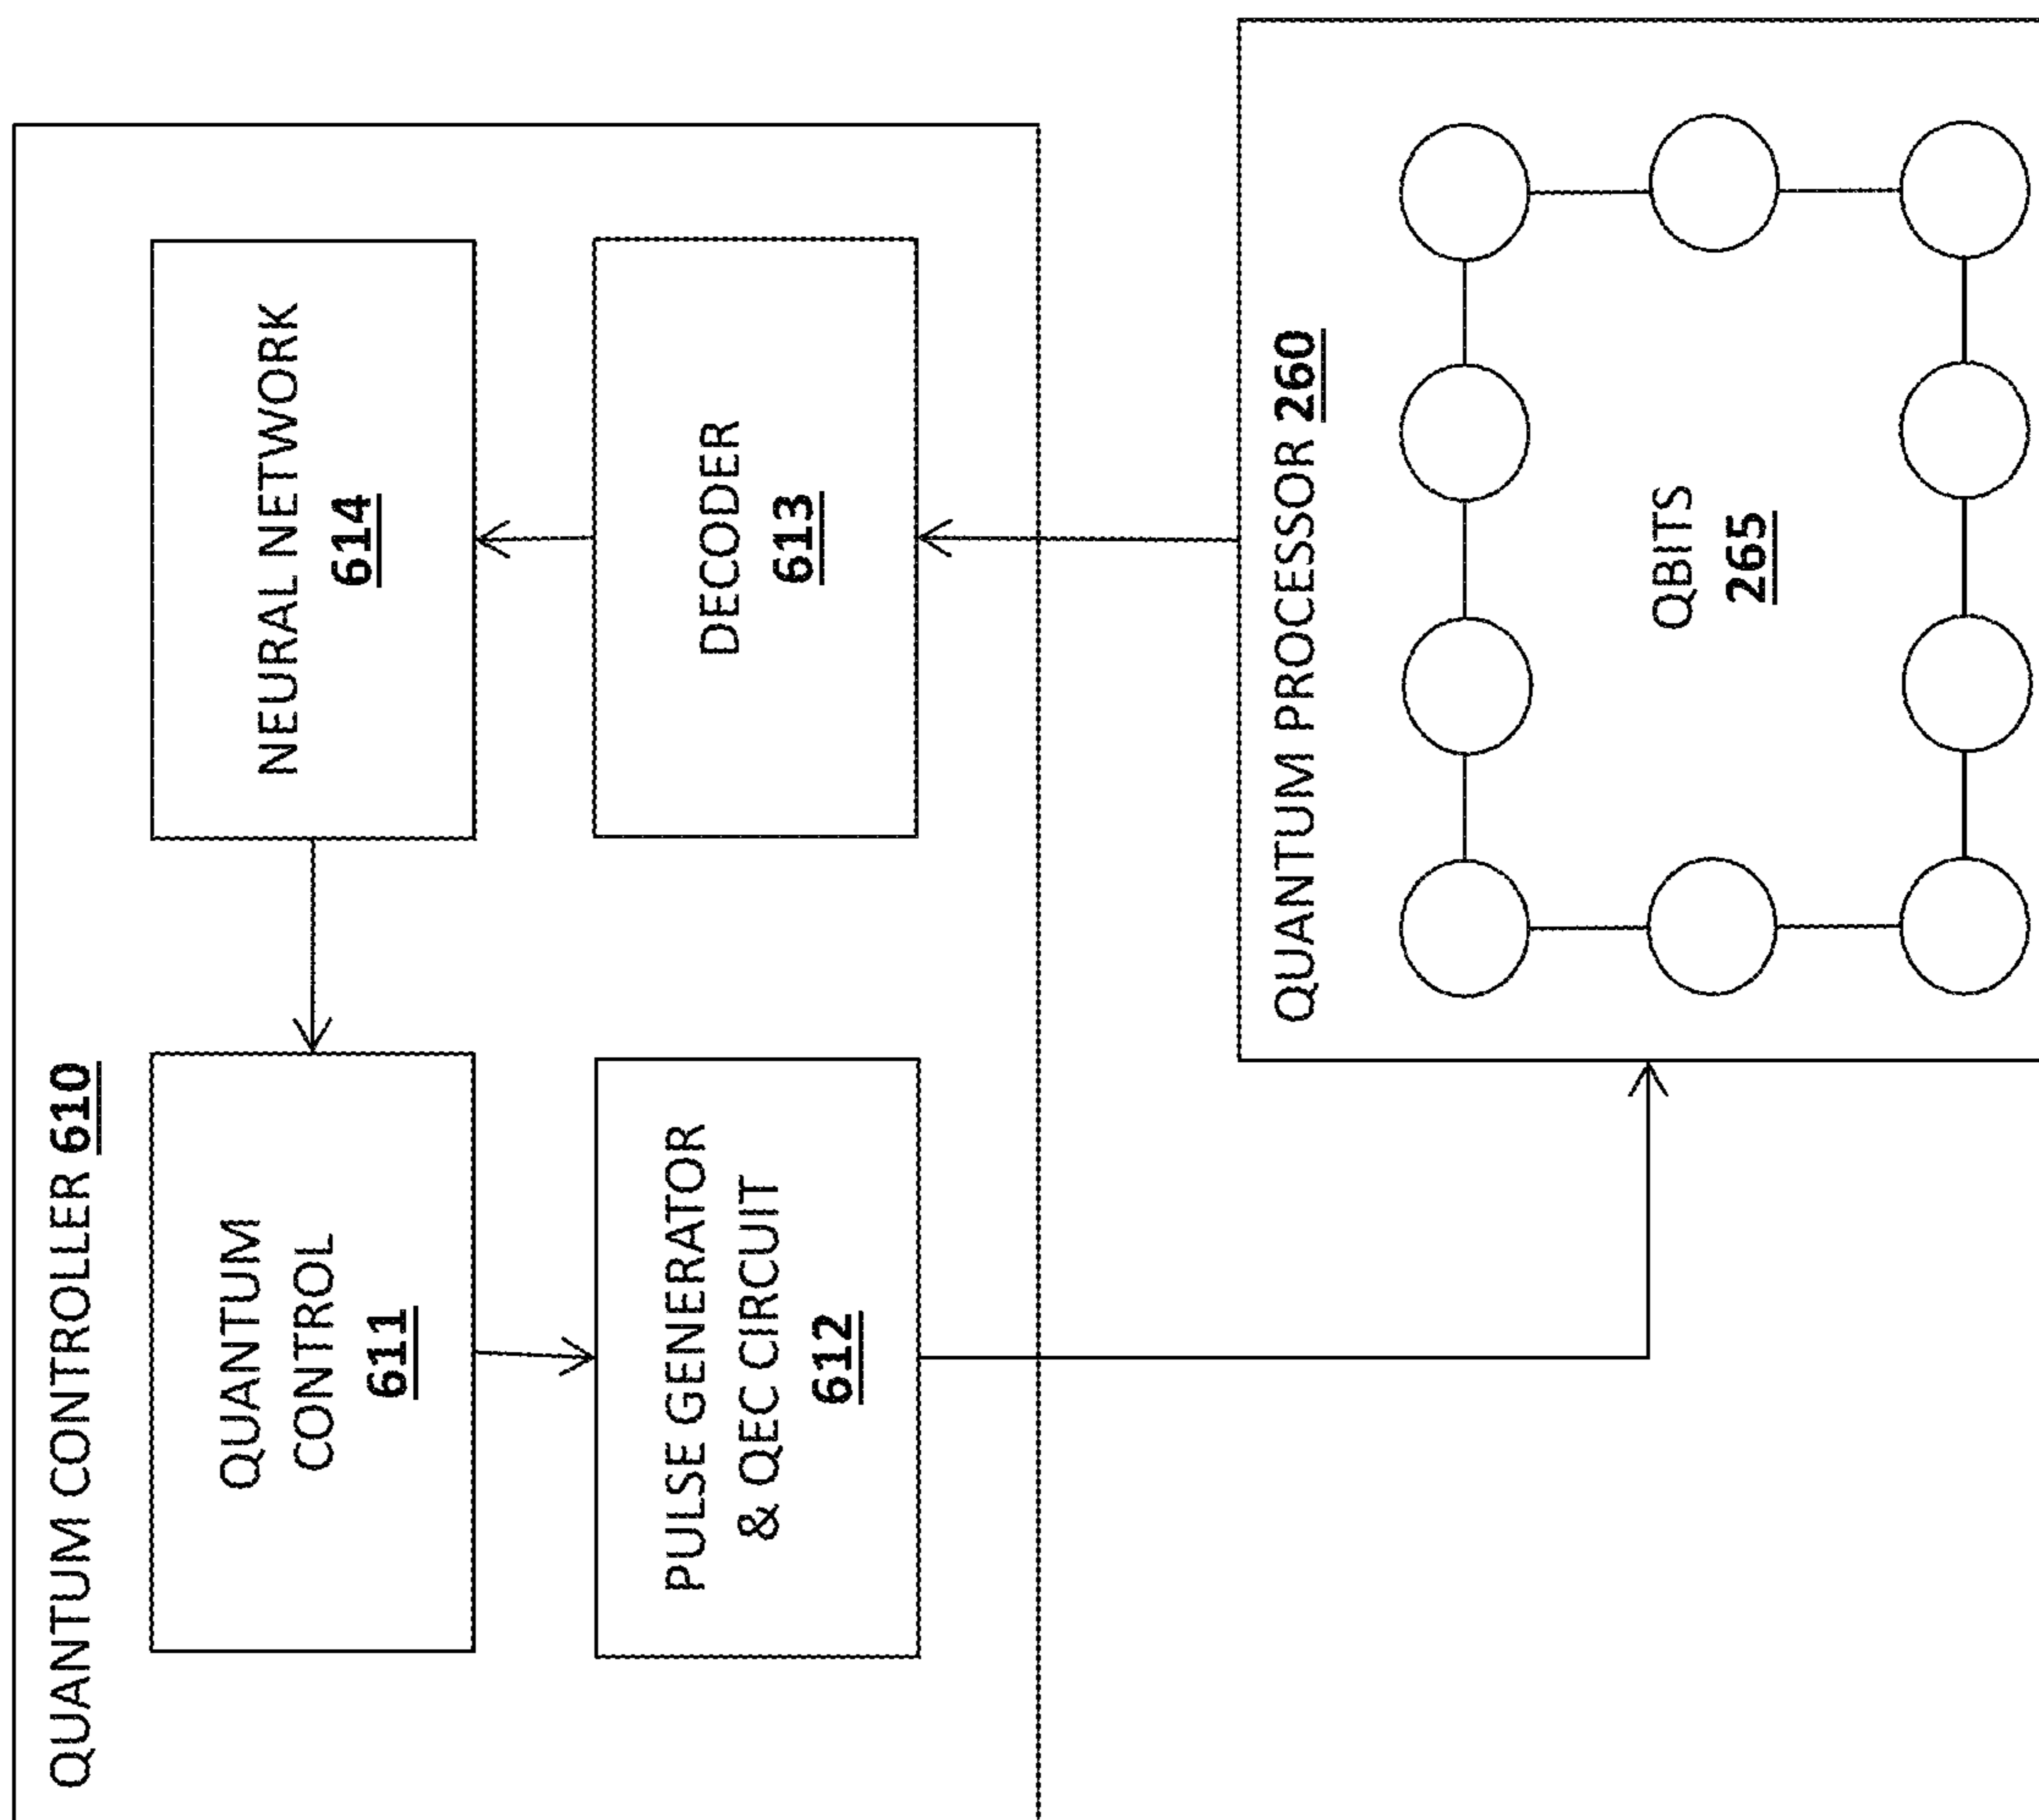 QUANTUM CONTROLLER 610
QUANTUM
CONTROL
611
NEURAL NETWORK
614
PULSE GENERATOR
& QEC CIRCUIT
612
DECODER
613
QUANTUM PROCESSOR 260
QBITS
265